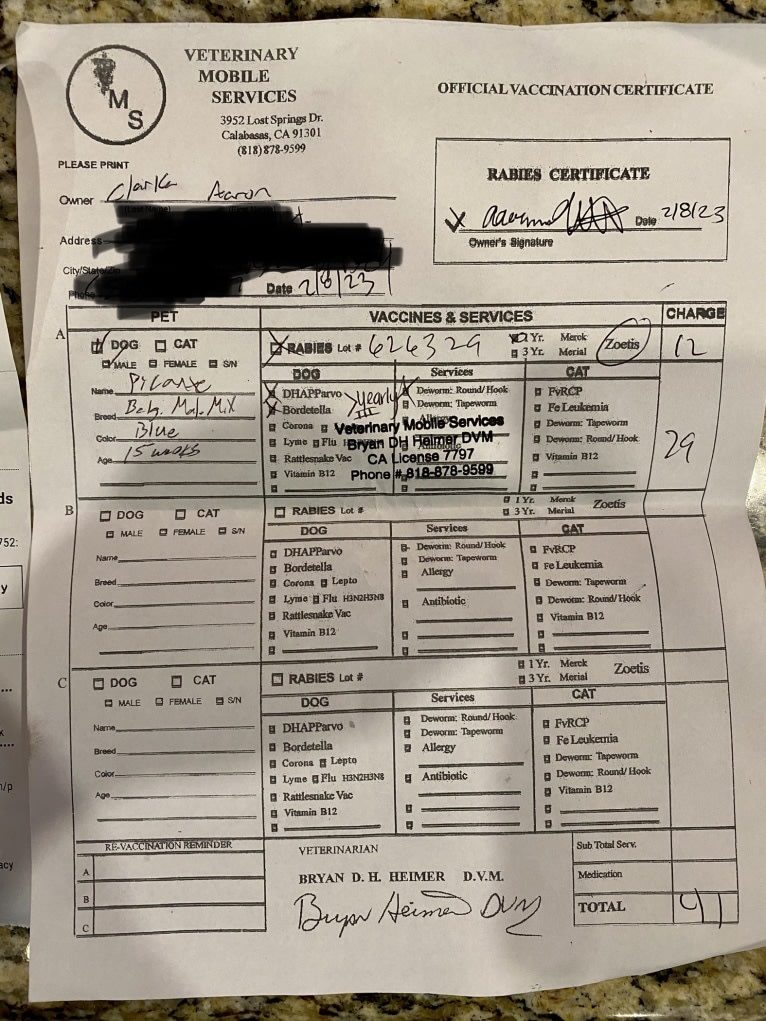 M
S
VETERINARY
MOBILE
SERVICES
3952 Lost Springs Dr.
Calabasas, CA 91301
(818) 878-9599
OFFICIAL VACCINATION CERTIFICATE
PLEASE PRINT
RABIES CERTIFICATE
Owner Clarke Aaron
Date 2/8/23
Owner's Signature
Address
City/State/Zip
Phone
Date 2/8/23
PET
VACCINES & SERVICES
CHARGE
A
DOG CAT
RABIES Lot # 626329
1 Yr. Merck
3 Yr. Merial
Zoetis
12
MALE FEMALE S/N
DOG
Services
CAT
Name Picante
Breed Belg. Mal. Mix
Color Blue
Age 15 weeks
DHAPParvo
Bordetella
yearly
III
Corona
Lyme Flu
Rattlesnake Vac
Vitamin B12
Deworm: Round/Hook
Deworm: Tapeworm
Veterinary Mobile Services
Bryan DH Heimer DVM
CA License 7797
Phone # 818-878-9599
FvRCP
Fe Leukemia
Deworm: Tapeworm
Deworm: Round/Hook
Vitamin B12
29
B
DOG CAT
RABIES Lot #
1 Yr. Merck
3 Yr. Merial
Zoetis
MALE FEMALE S/N
Name
Breed
Color
Age
DOG
DHAPParvo
Bordetella
Corona Lepto
Lyme Flu H3N2H3N8
Rattlesnake Vac
Vitamin B12
Services
Deworm: Round/Hook
Deworm: Tapeworm
Allergy
Antibiotic
CAT
FvRCP
Fe Leukemia
Deworm: Tapeworm
Deworm: Round/Hook
Vitamin B12
C
DOG CAT
RABIES Lot #
1 Yr. Merck
3 Yr. Merial
Zoetis
MALE FEMALE S/N
Name
Breed
Color
Age
DOG
DHAPParvo
Bordetella
Corona Lepto
Lyme Flu H3N2H3N8
Rattlesnake Vac
Vitamin B12
Services
Deworm: Round/Hook
Deworm: Tapeworm
Allergy
Antibiotic
CAT
FvRCP
Fe Leukemia
Deworm: Tapeworm
Deworm: Round/Hook
Vitamin B12
RE-VACCINATION REMINDER
A
B
C
VETERINARIAN
BRYAN D. H. HEIMER D.V.M.
Bryan Heimer DVM
Sub Total Serv.
Medication
TOTAL 41